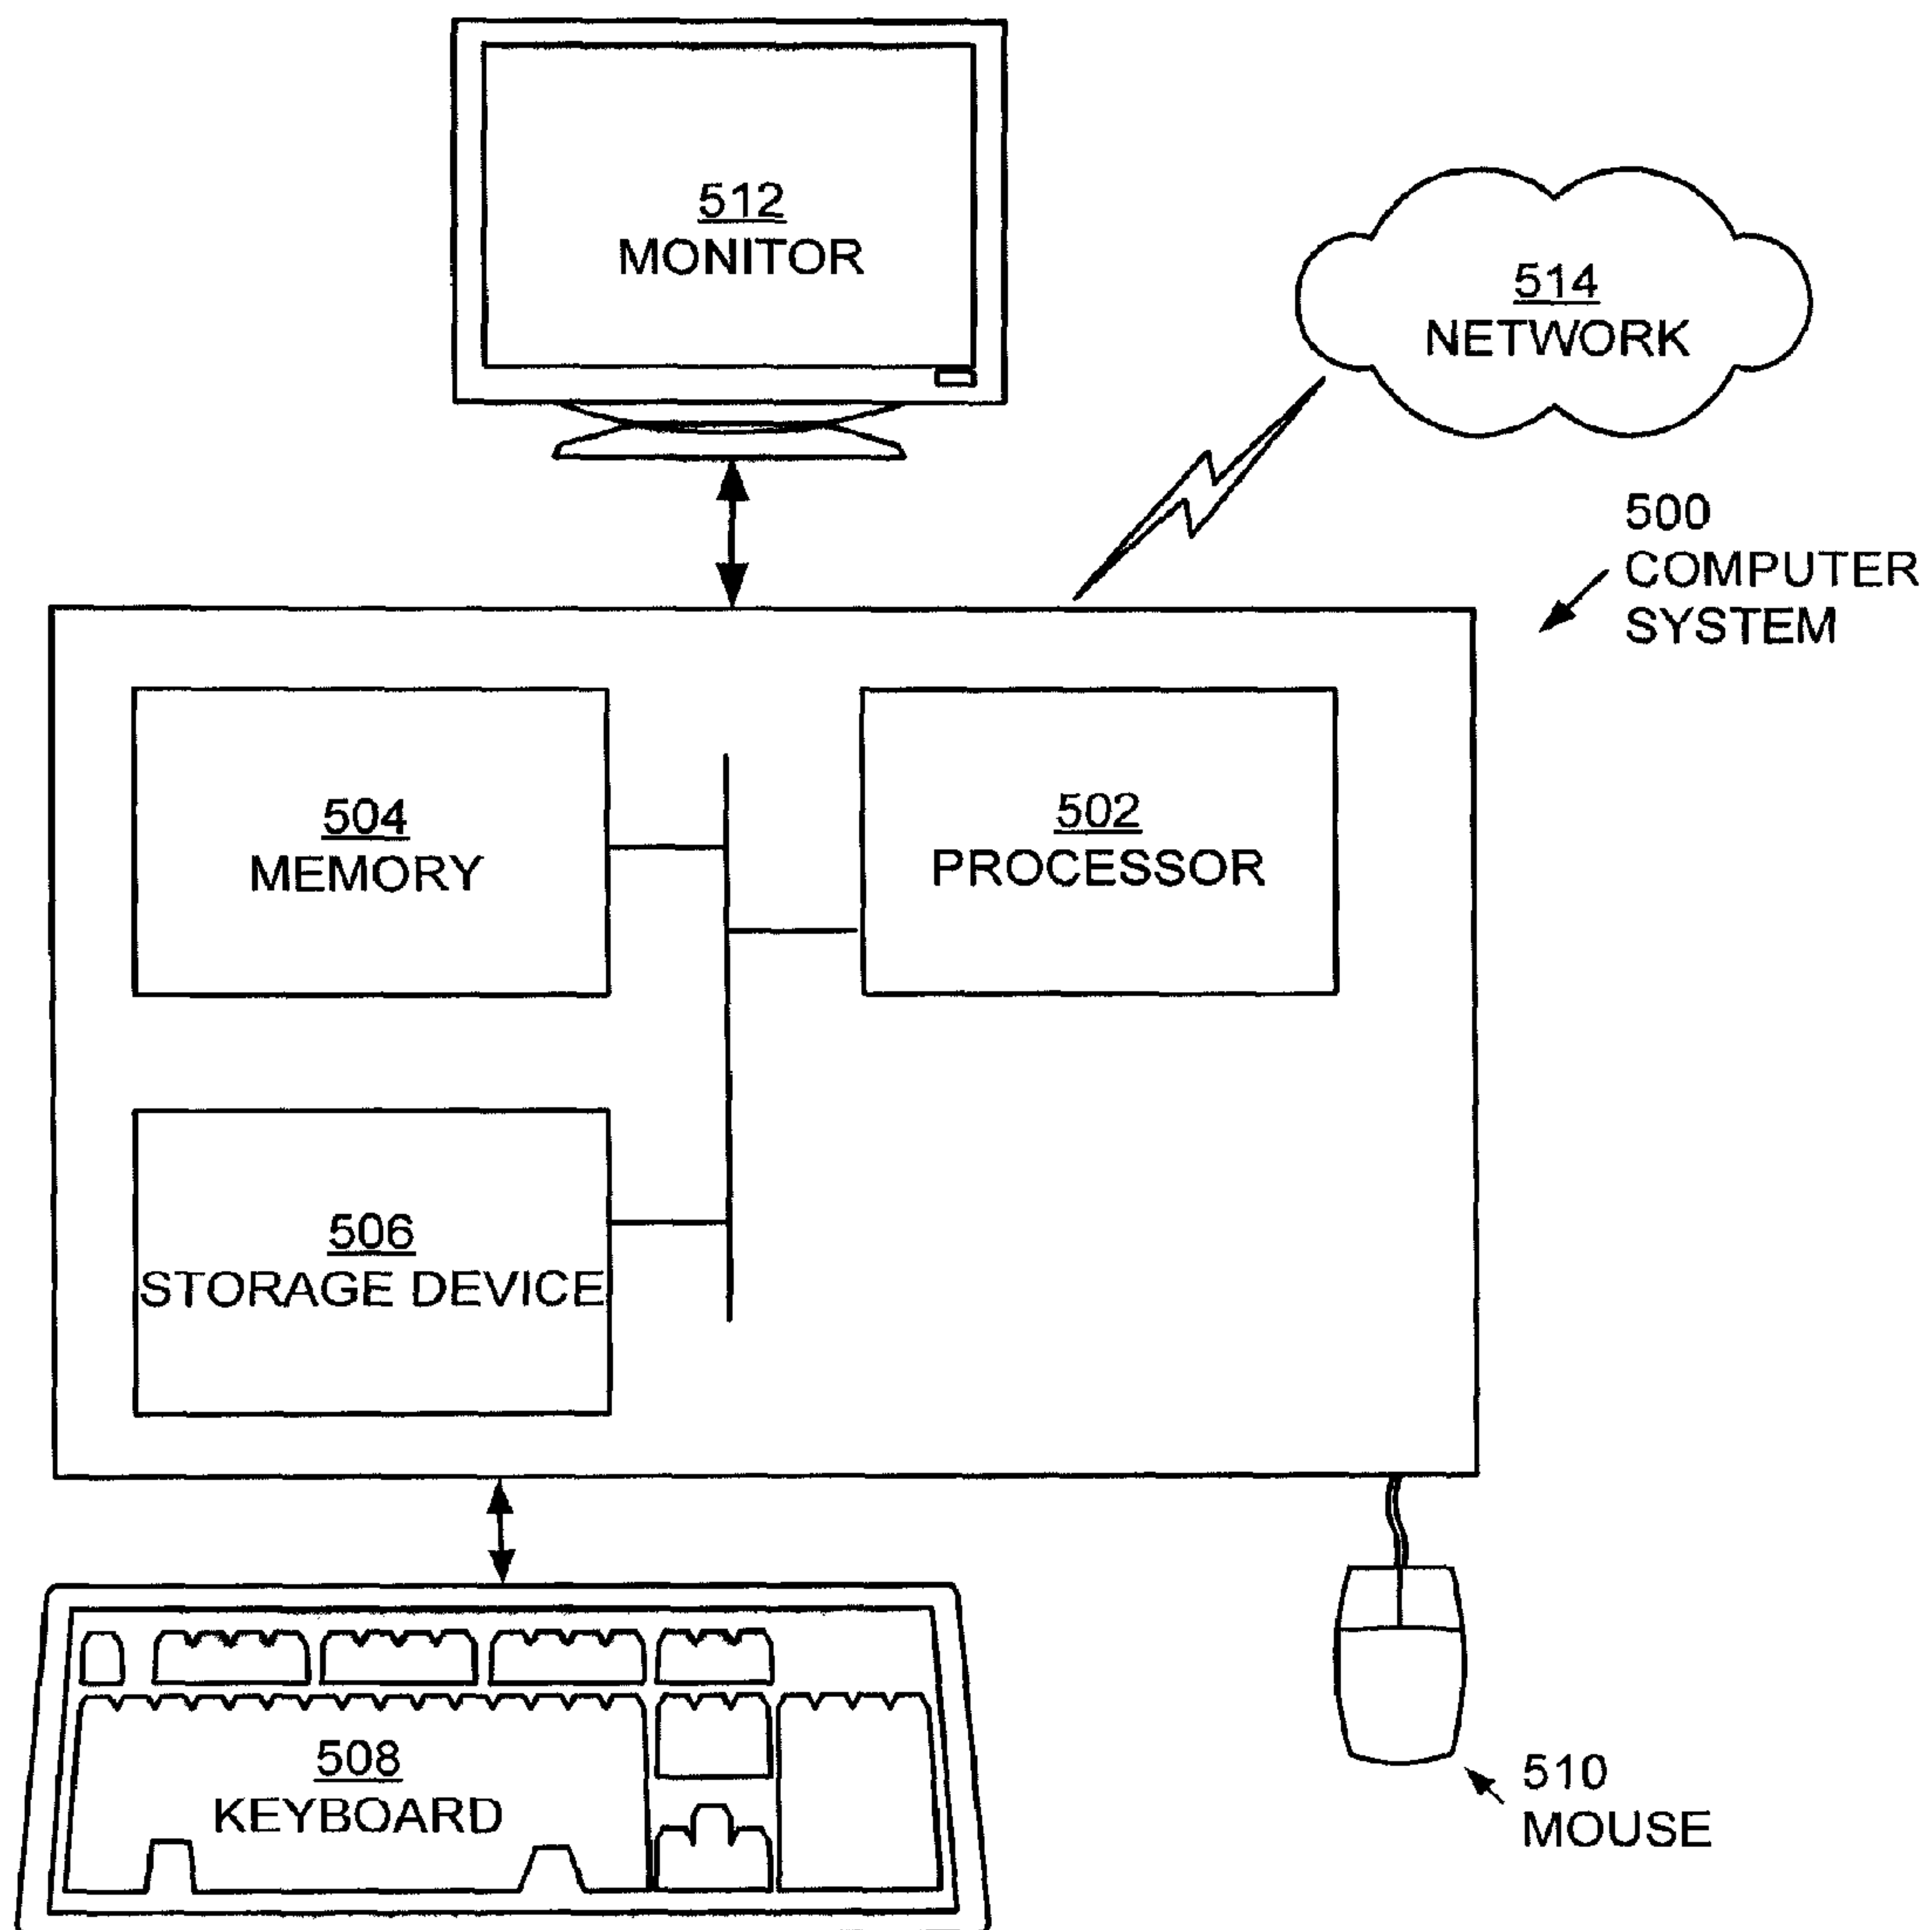 512
MONITOR
514
NETWORK
500
COMPUTER
SYSTEM
504
MEMORY
502
PROCESSOR
506
STORAGE DEVICE
508
KEYBOARD
510
MOUSE